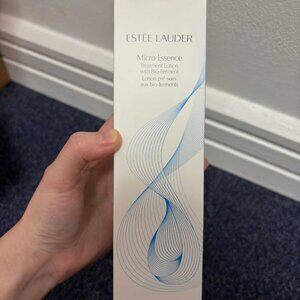 ESTĒE LAUDER
Micro Essence
Treatment Lotion
with Bio-Ferment
Lotion pré-soin
aux bio-ferments